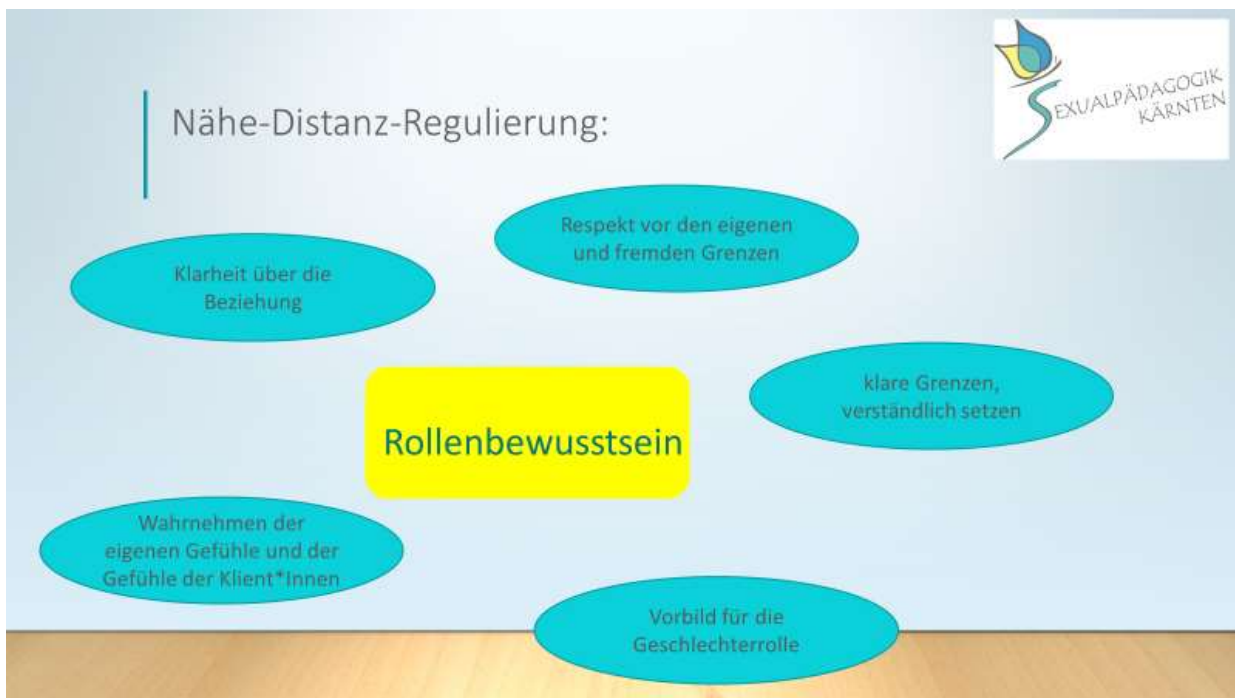 Nähe-Distanz-Regulierung:
SEXUALPÄDAGOGIK
KÄRNTEN
Respekt vor den eigenen
und fremden Grenzen
Klarheit über die
Beziehung
klare Grenzen,
verständlich setzen
Rollenbewusstsein
Wahrnehmen der
eigenen Gefühle und der
Gefühle der Klient*Innen
Vorbild für die
Geschlechterrolle